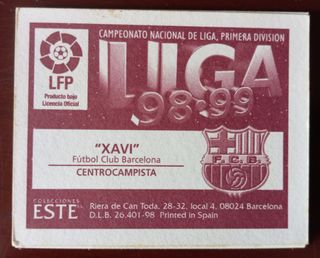 CAMPEONATO NACIONAL DE LIGA, PRIMERA DIVISION
LIGA
98-99
LFP
Producto bajo
Licencia Oficial
"XAVI"
Fútbol Club Barcelona
CENTROCAMPISTA
F.C.B.
COLECCIONES
ESTE
Riera de Can Toda, 28-32, local 4, 08024 Barcelona
D.L.B. 26.401-98 Printed in Spain